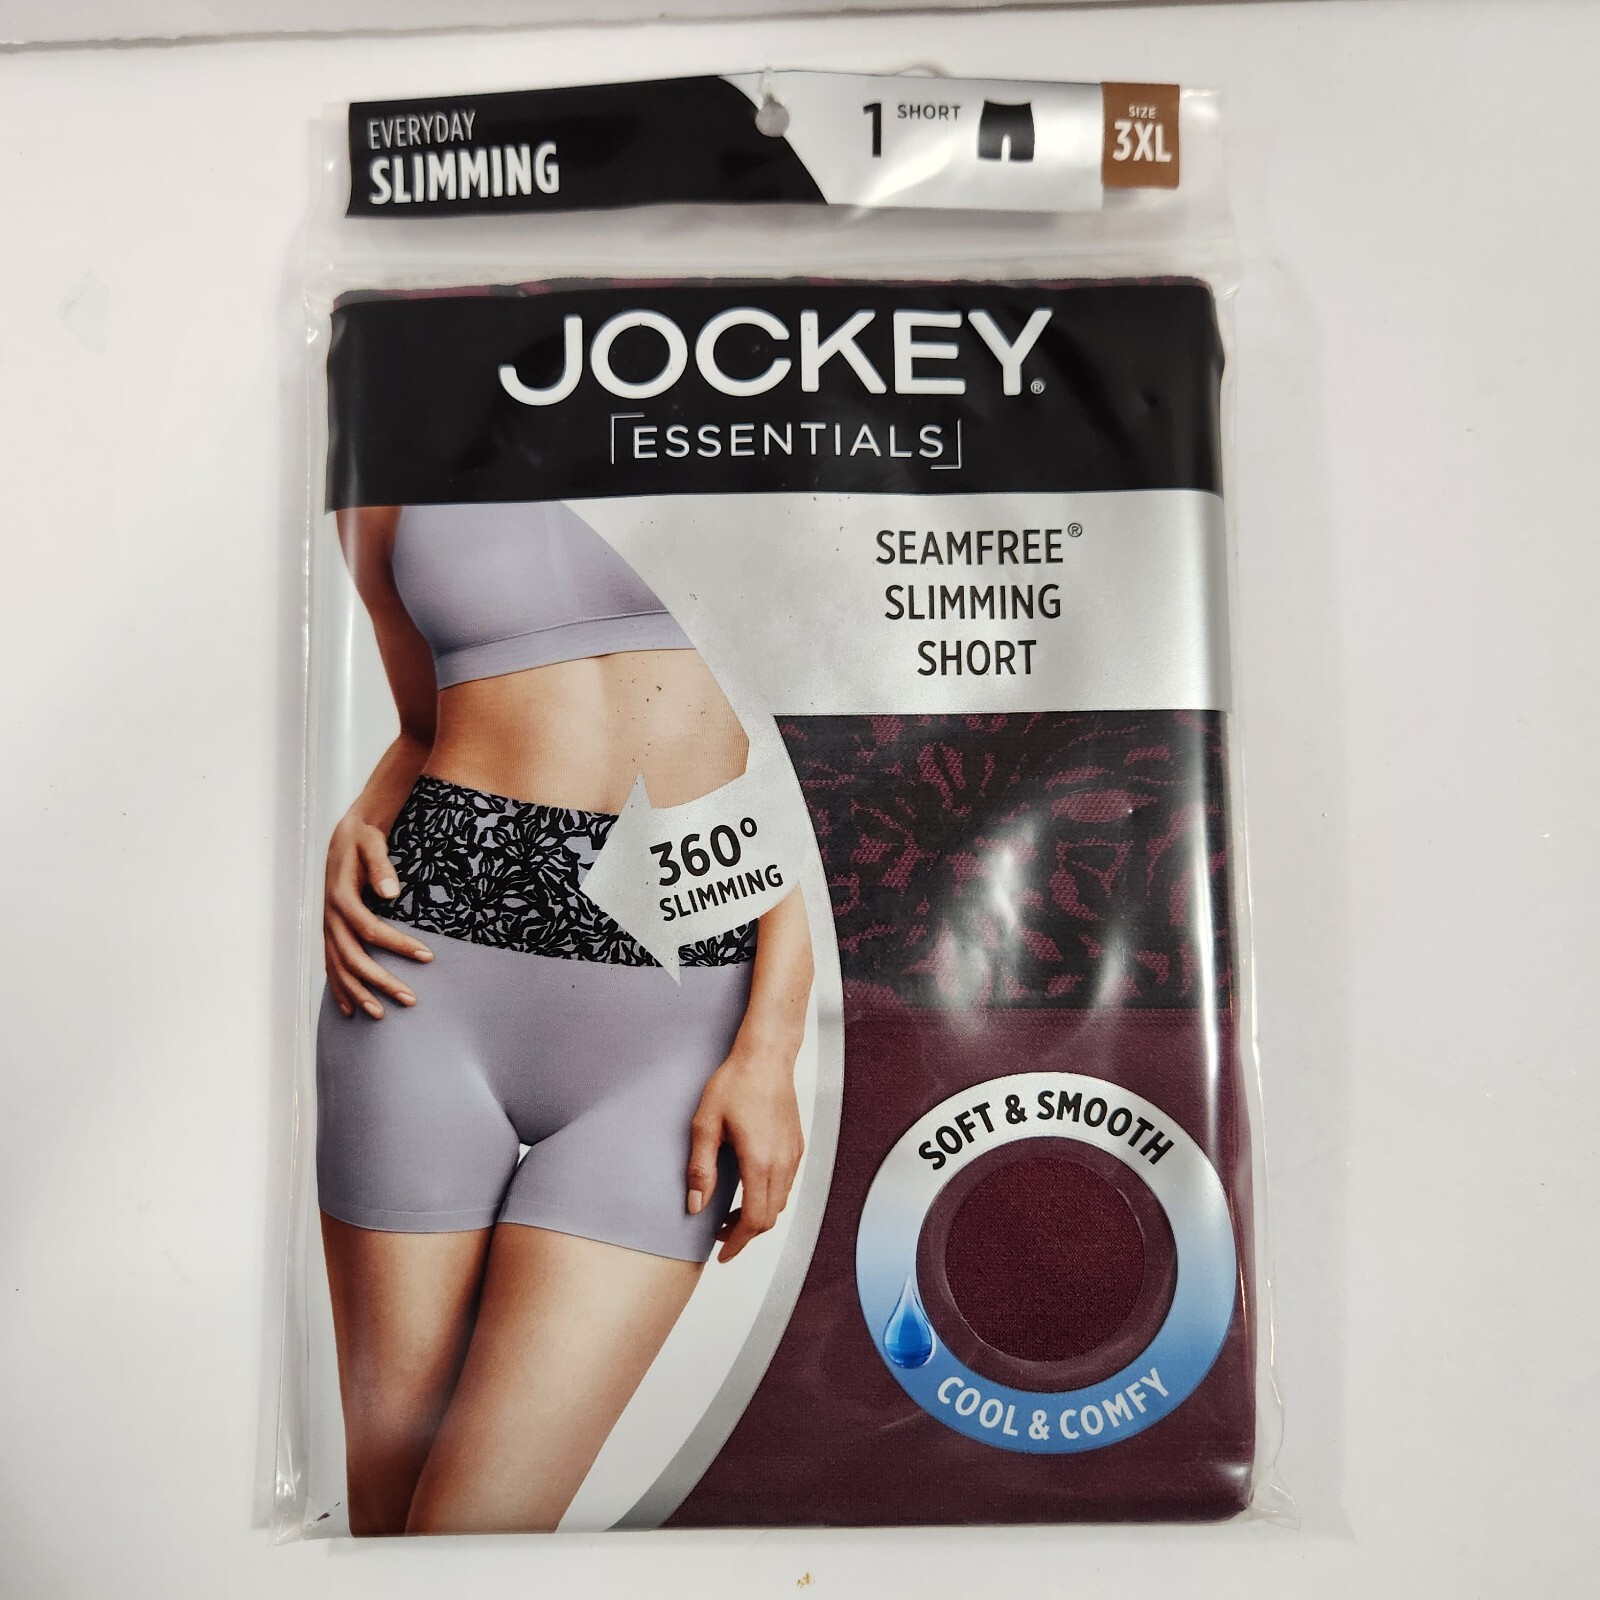 EVERYDAY
SLIMMING
1 SHORT
SIZE
3XL
JOCKEY®
ESSENTIALS
SEAMFREE®
SLIMMING
SHORT
360°
SLIMMING
SOFT & SMOOTH
COOL & COMFY